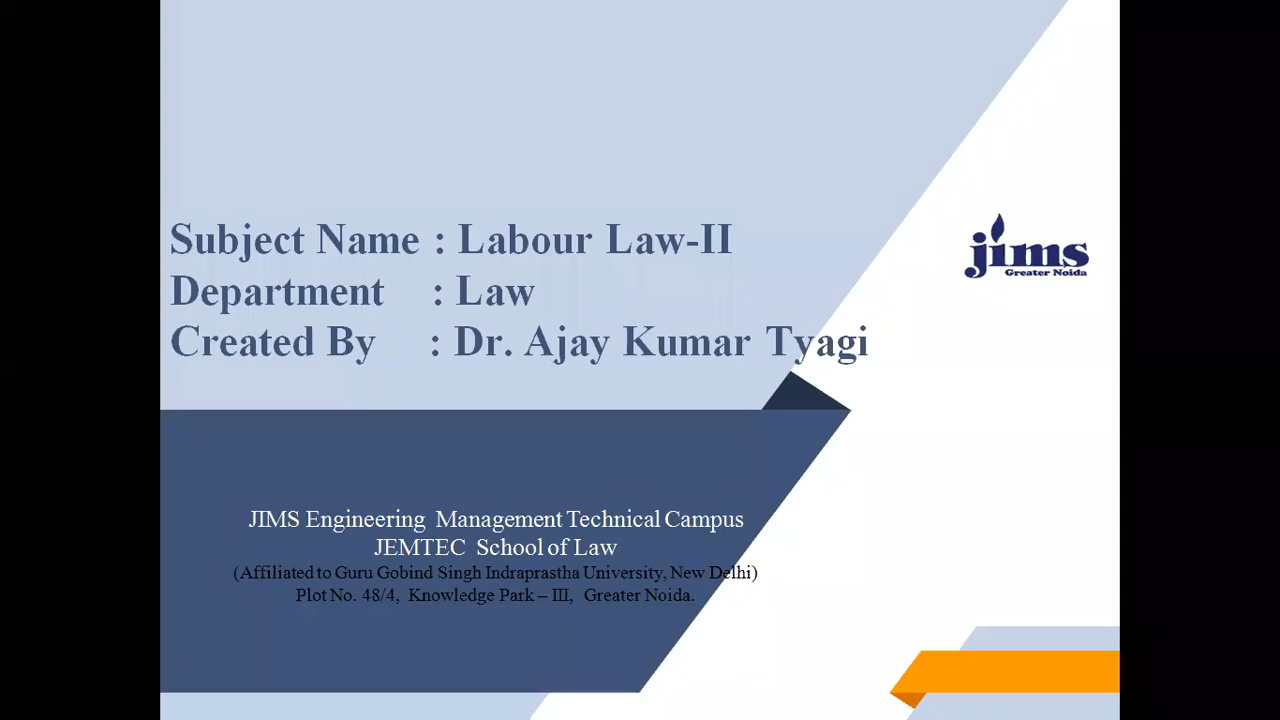 Subject Name : Labour Law-II
Department : Law
Created By : Dr. Ajay Kumar Tyagi
jims
Greater Noida
JIMS Engineering Management Technical Campus
JEMTEC School of Law
(Affiliated to Guru Gobind Singh Indraprastha University, New Delhi)
Plot No. 48/4, Knowledge Park – III, Greater Noida.